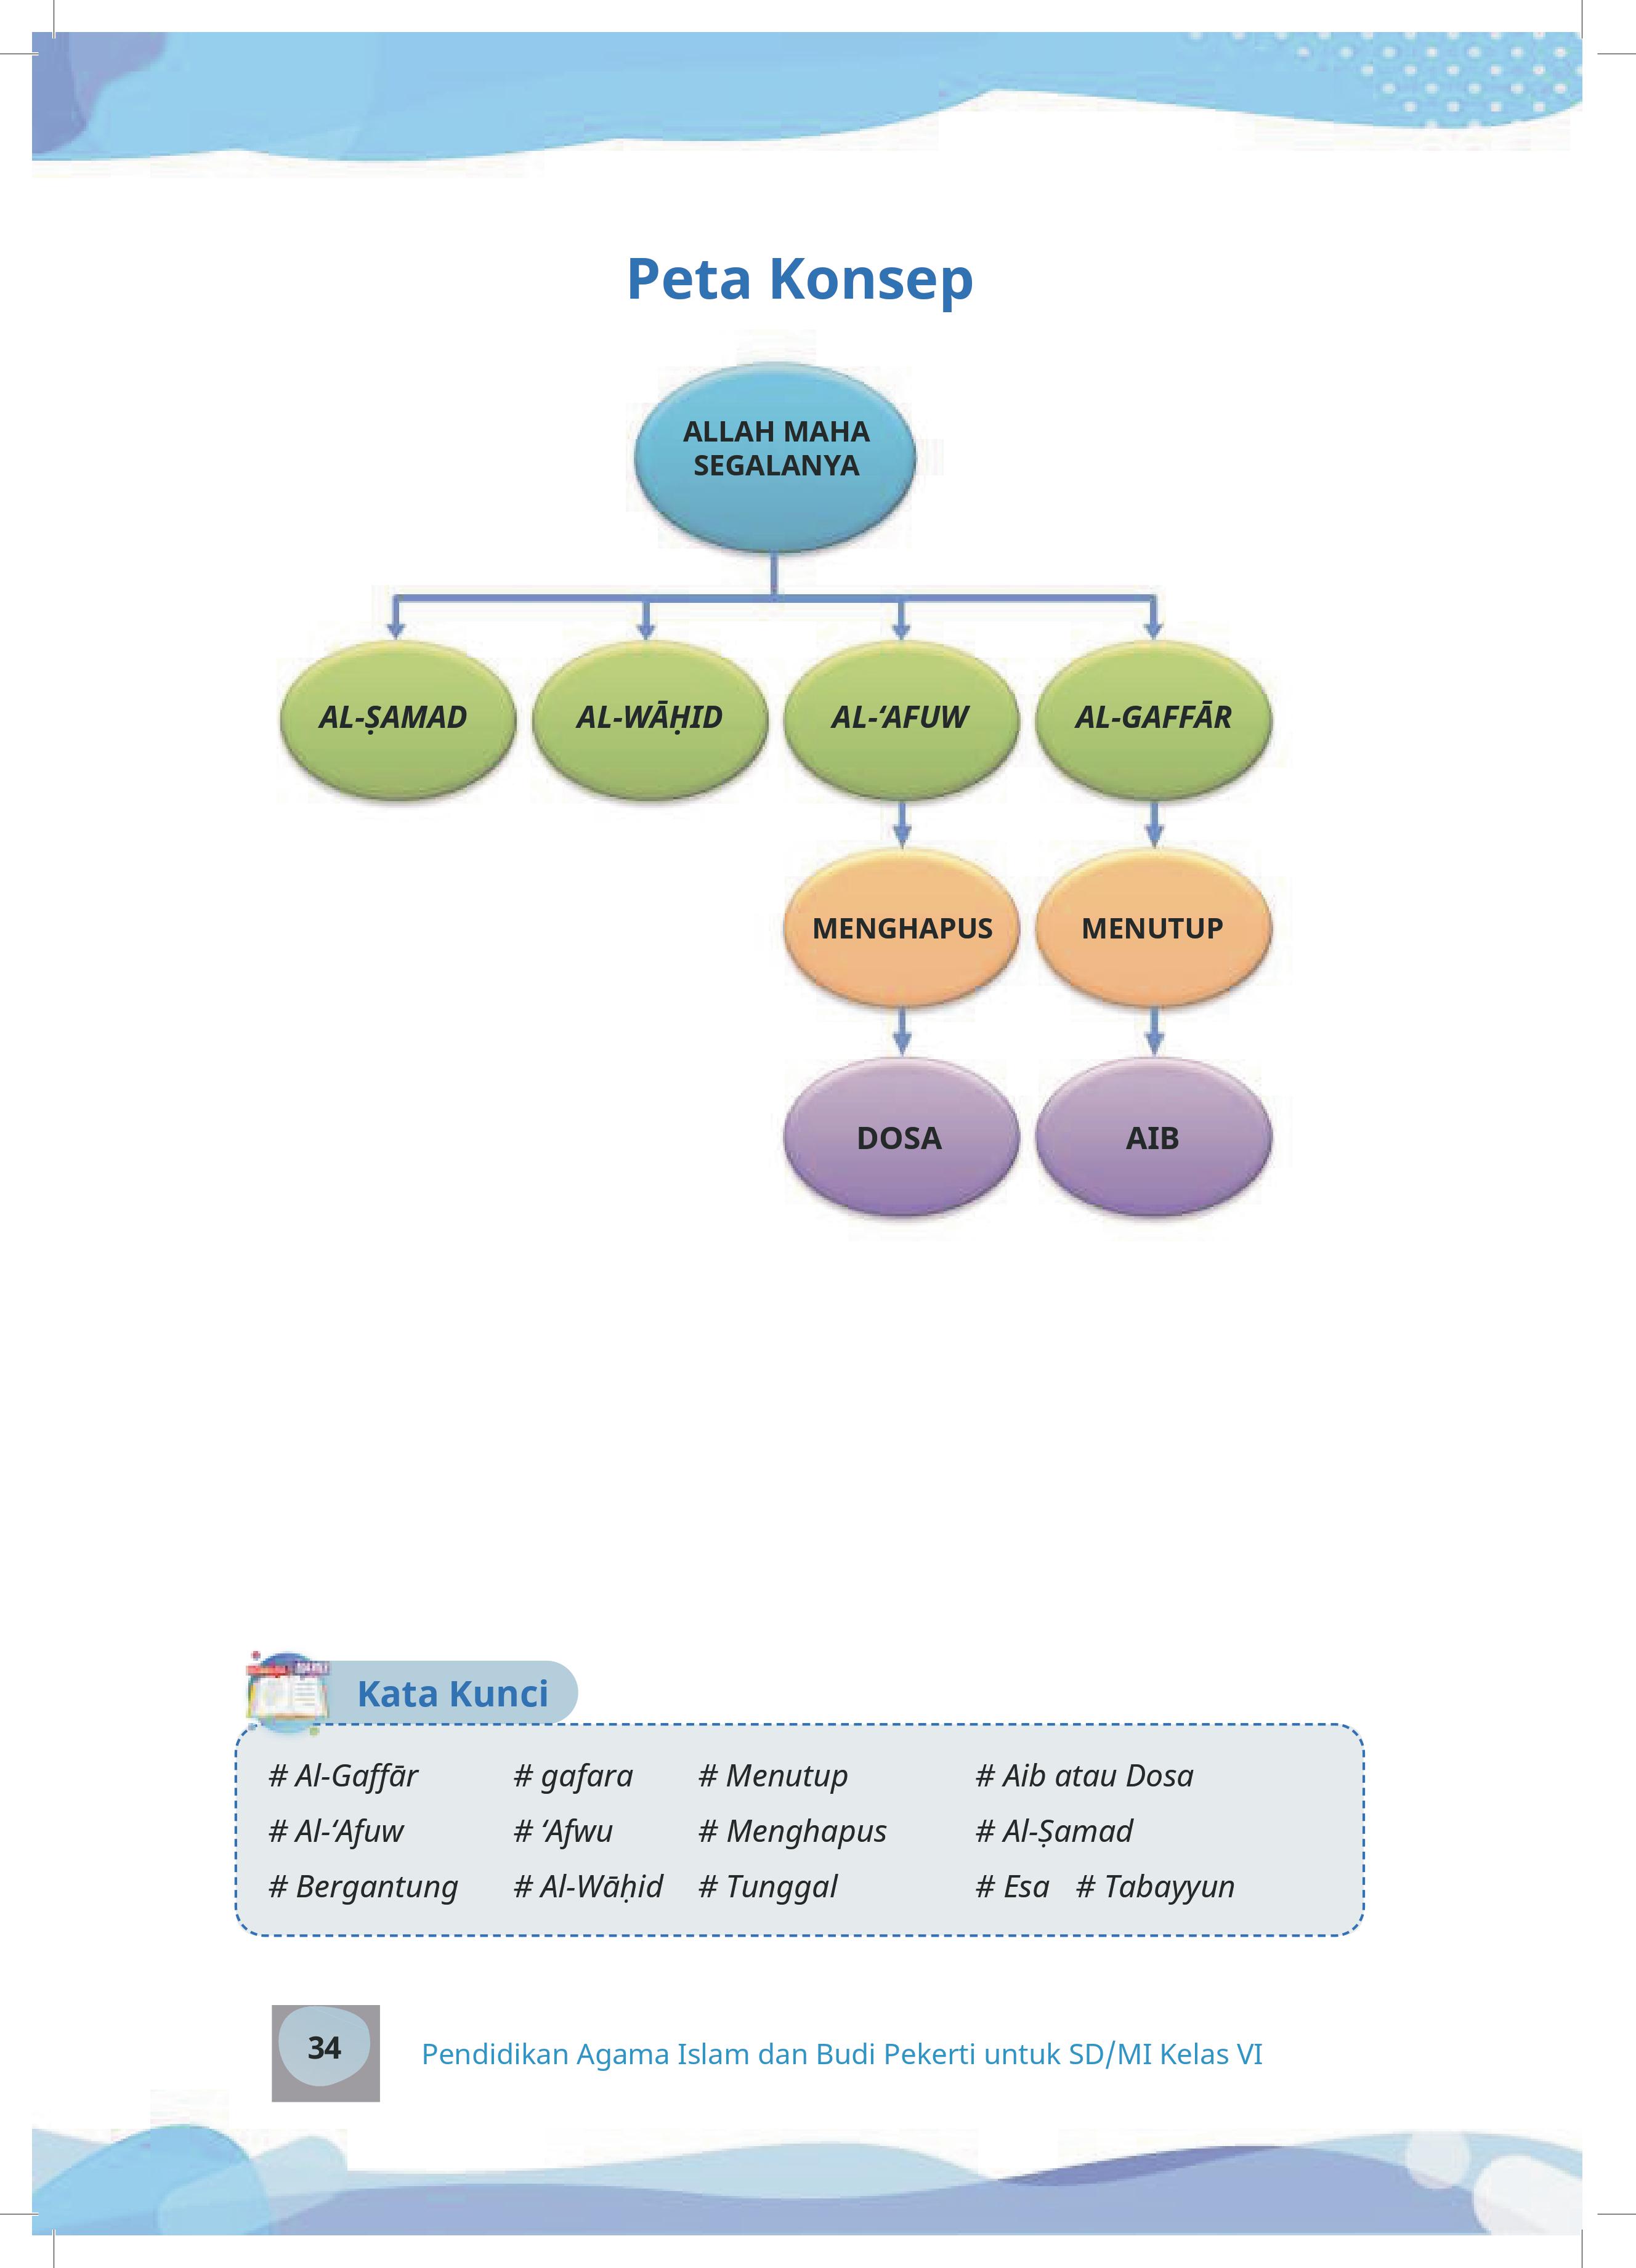 Peta Konsep
ALLAH MAHA
SEGALANYA
AL-ṢAMAD
AL-WĀḤID
AL-‘AFUW
AL-GAFFĀR
MENGHAPUS
MENUTUP
DOSA
AIB
Kata Kunci
# Al-Gaffār # gafara # Menutup # Aib atau Dosa
# Al-‘Afuw # ‘Afwu # Menghapus # Al-Ṣamad
# Bergantung # Al-Wāḥid # Tunggal # Esa # Tabayyun
34
Pendidikan Agama Islam dan Budi Pekerti untuk SD/MI Kelas VI